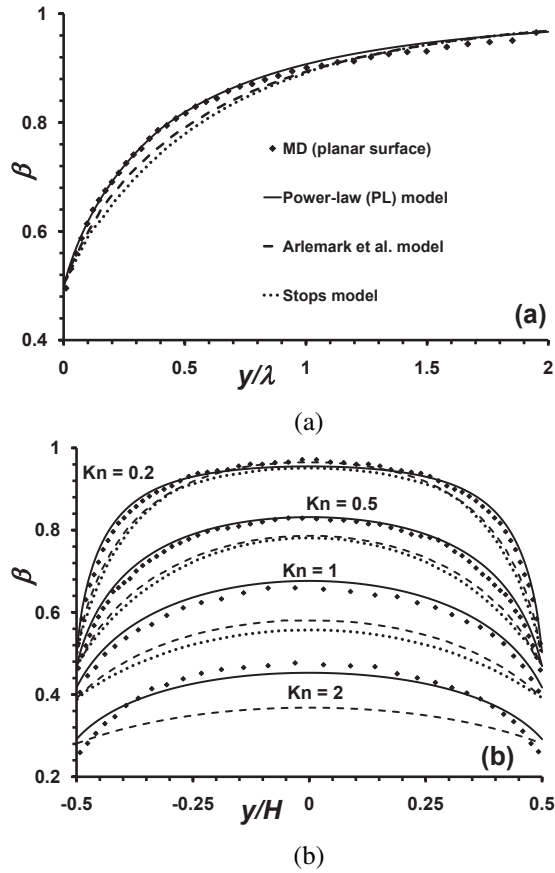 1
0.8
0.6
0.4
β
0
0.5
1
1.5
2
y/λ
MD (planar surface)
Power-law (PL) model
Arlemark et al. model
Stops model
(a)
(a)
1
0.8
0.6
0.4
0.2
β
Kn = 0.2
Kn = 0.5
Kn = 1
Kn = 2
(b)
-0.5
-0.25
0
0.25
0.5
y/H
(b)